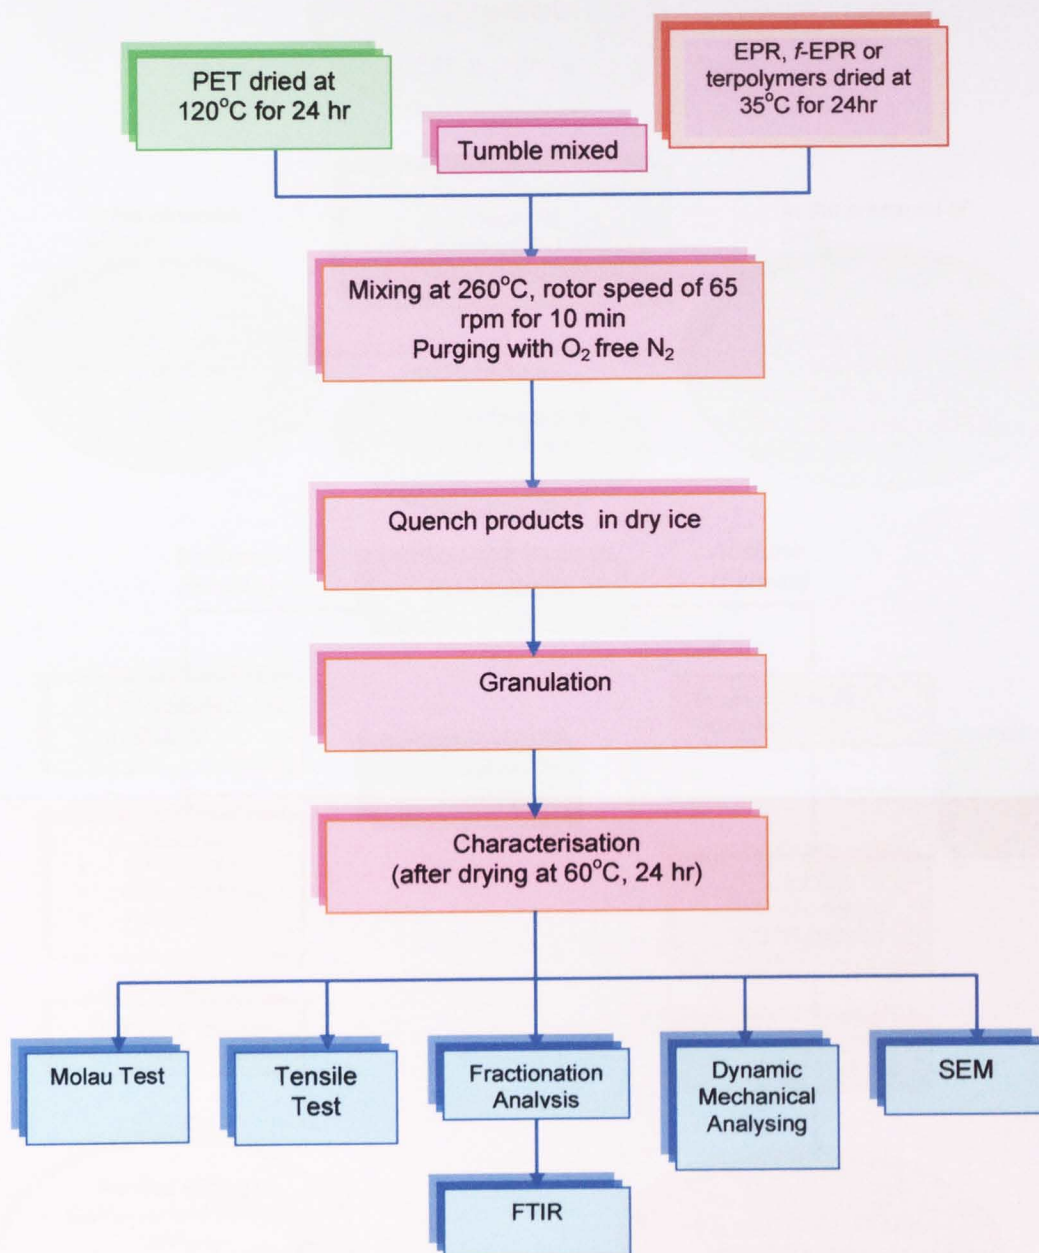 PET dried at
120°C for 24 hr
EPR, f-EPR or
terpolymers dried at
35°C for 24hr
Tumble mixed
Mixing at 260°C, rotor speed of 65
rpm for 10 min
Purging with O₂ free N₂
Quench products in dry ice
Granulation
Characterisation
(after drying at 60°C, 24 hr)
Molau Test
Tensile
Test
Fractionation
Analysis
Dynamic
Mechanical
Analysing
SEM
FTIR